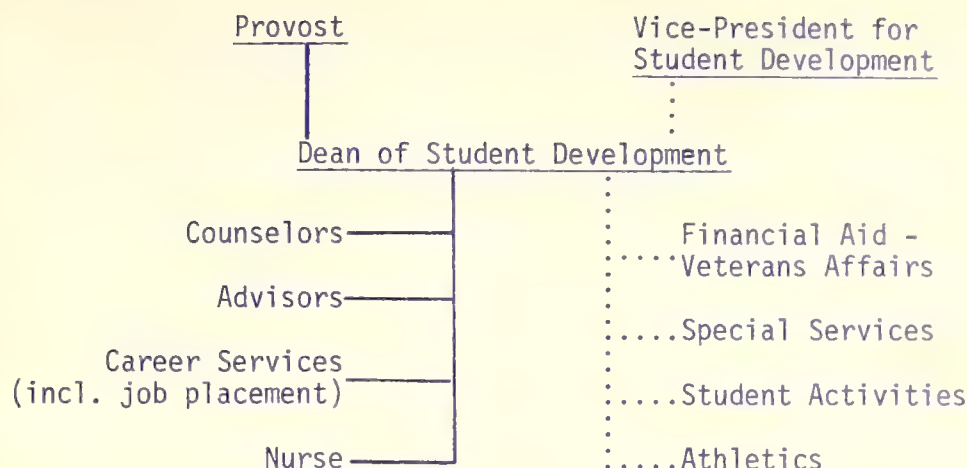 Provost
Vice-President for
Student Development
Dean of Student Development
Counselors
Advisors
Career Services
(incl. job placement)
Nurse
Financial Aid -
Veterans Affairs
Special Services
Student Activities
Athletics